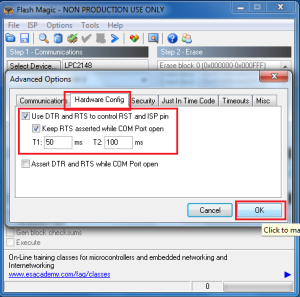 Flash Magic - NON PRODUCTION USE ONLY
File ISP Options Tools Help
Step 1 - Communications
Step 2 - Erase
Select Device... LPC2148
Erase block 0 (0x000000-0x000FFF)
Advanced Options
Communications Hardware Config Security Just In Time Code Timeouts Misc
Use DTR and RTS to control RST and ISP pin
Keep RTS asserted while COM Port open
T1: 50 ms T2: 100 ms
Assert DTR and RTS while COM Port open
Cancel OK
Click to ma
Gen block checksums
Execute
On-Line training classes for microcontrollers and embedded networking and
Internetworking
www.esacademy.com/faq/classes
0